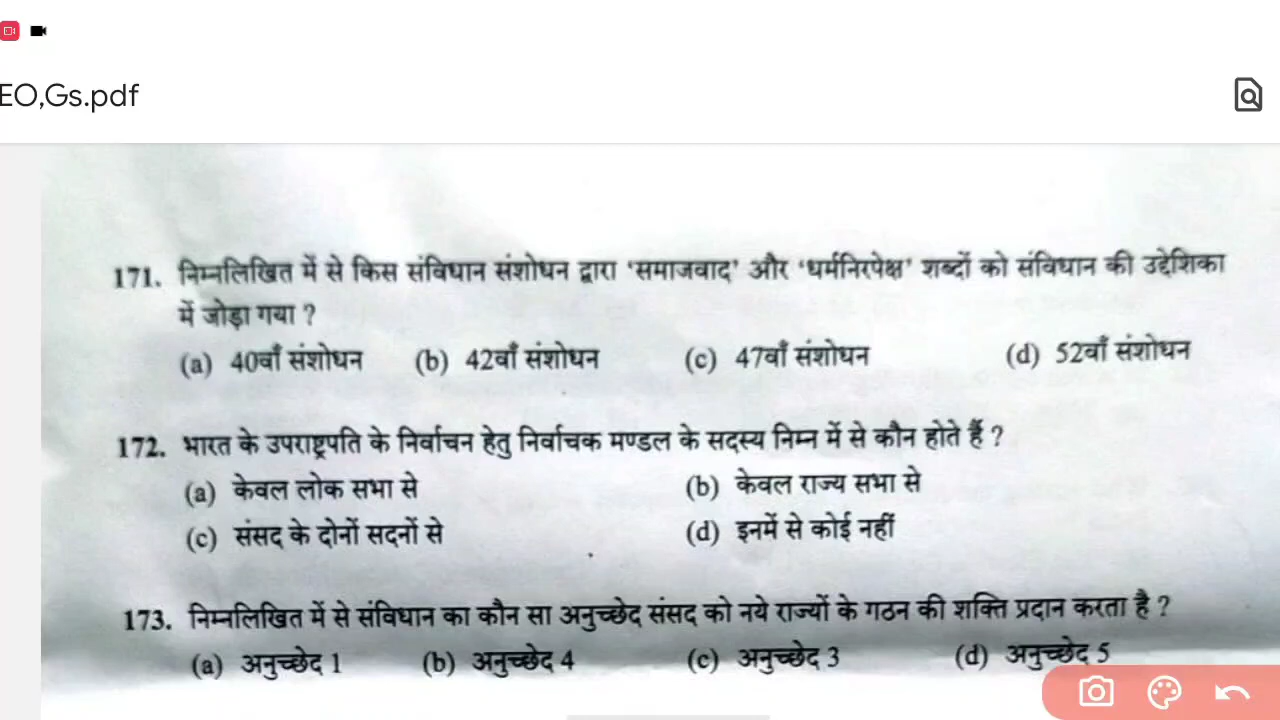 EO,Gs.pdf
171. निम्नलिखित में से किस संविधान संशोधन द्वारा 'समाजवाद' और 'धर्मनिरपेक्ष' शब्दों को संविधान की उद्देशिका
में जोड़ा गया ?
(a) 40वाँ संशोधन (b) 42वाँ संशोधन (c) 47वाँ संशोधन (d) 52वाँ संशोधन
172. भारत के उपराष्ट्रपति के निर्वाचन हेतु निर्वाचक मण्डल के सदस्य निम्न में से कौन होते हैं ?
(a) केवल लोक सभा से (b) केवल राज्य सभा से
(c) संसद के दोनों सदनों से (d) इनमें से कोई नहीं
173. निम्नलिखित में से संविधान का कौन सा अनुच्छेद संसद को नये राज्यों के गठन की शक्ति प्रदान करता है ?
(a) अनुच्छेद 1 (b) अनुच्छेद 4 (c) अनुच्छेद 3 (d) अनुच्छेद 5